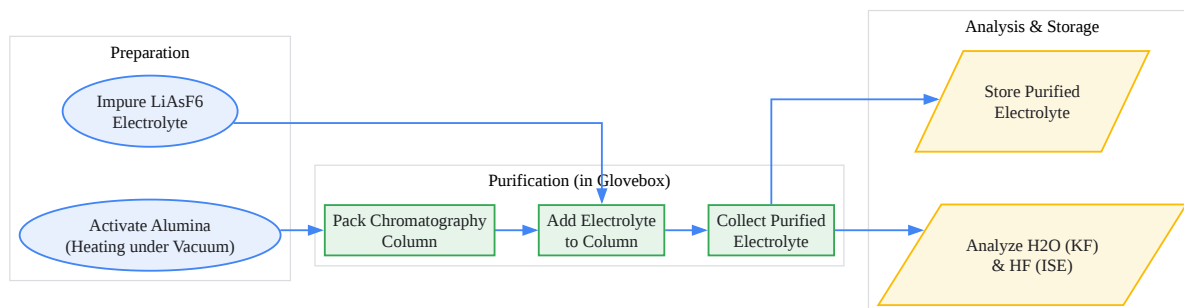 Preparation
Impure LiAsF6
Electrolyte
Activate Alumina
(Heating under Vacuum)
Purification (in Glovebox)
Pack Chromatography
Column
Add Electrolyte
to Column
Collect Purified
Electrolyte
Analysis & Storage
Store Purified
Electrolyte
Analyze H2O (KF)
& HF (ISE)